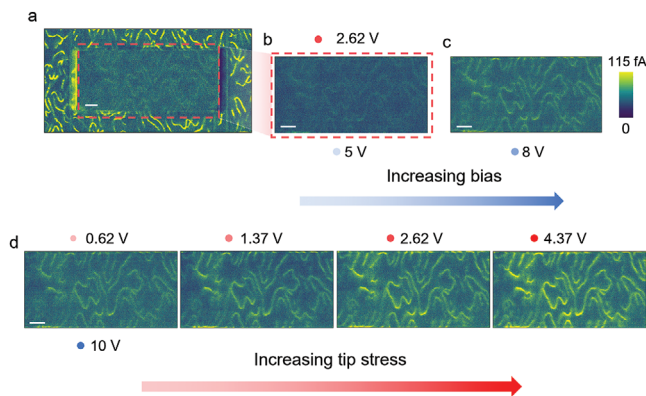 a
b
2.62 V
c
115 fA
0
5 V
8 V
Increasing bias
d
0.62 V
1.37 V
2.62 V
4.37 V
10 V
Increasing tip stress